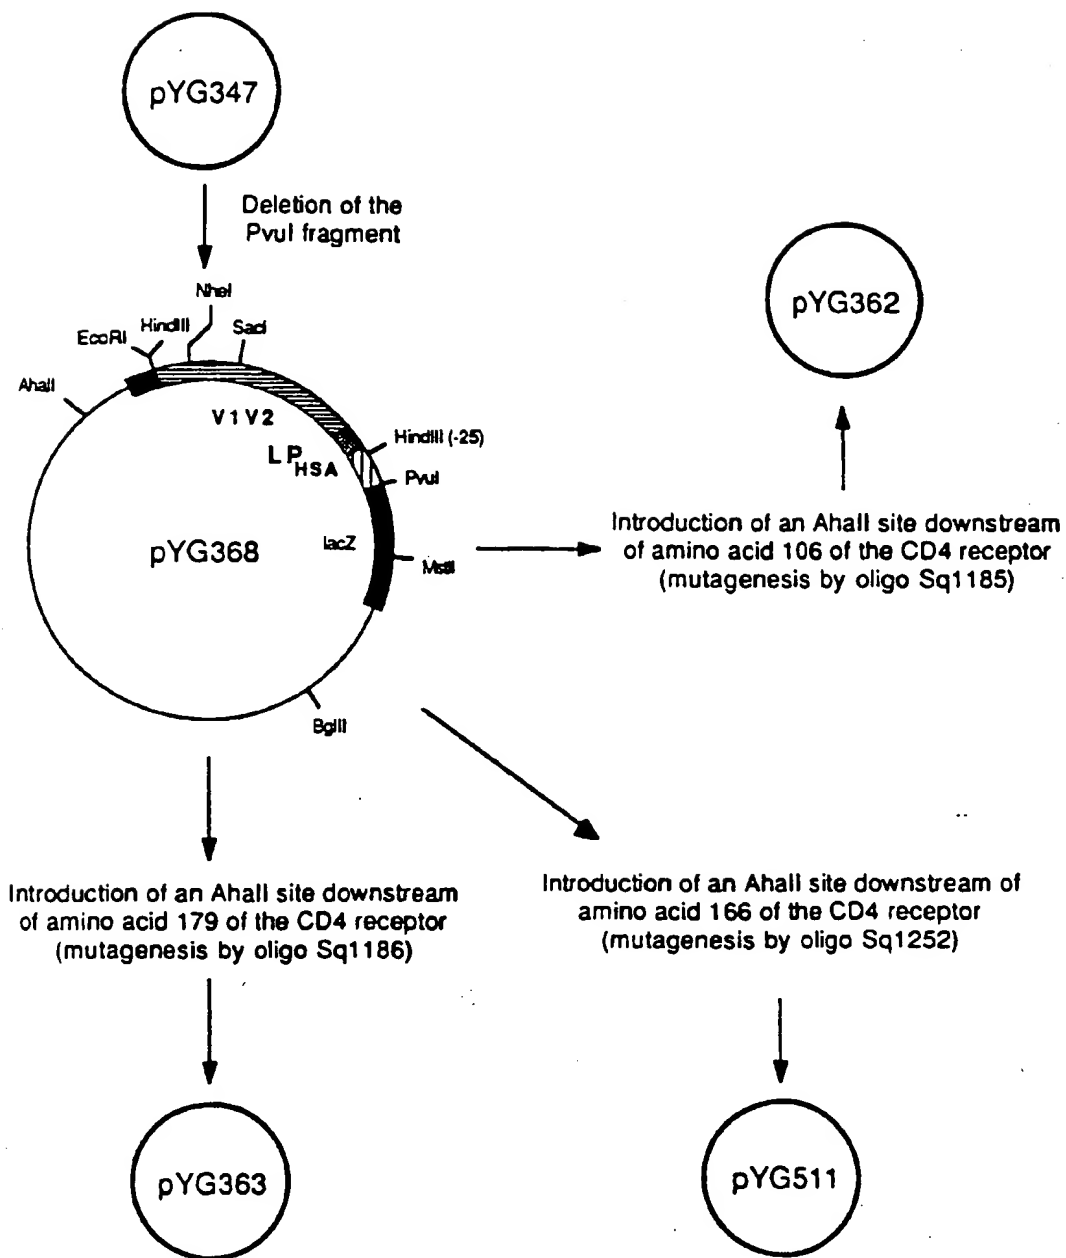 pYG347
Deletion of the
PvuI fragment
NheI
EcoRI
HindIII
SacI
AhaII
V1V2
HindIII (-25)
LP HSA
PvuI
pYG368
lacZ
MstII
BglII
pYG362
Introduction of an AhaII site downstream
of amino acid 106 of the CD4 receptor
(mutagenesis by oligo Sq1185)
Introduction of an AhaII site downstream
of amino acid 179 of the CD4 receptor
(mutagenesis by oligo Sq1186)
Introduction of an AhaII site downstream of
amino acid 166 of the CD4 receptor
(mutagenesis by oligo Sq1252)
pYG363
pYG511